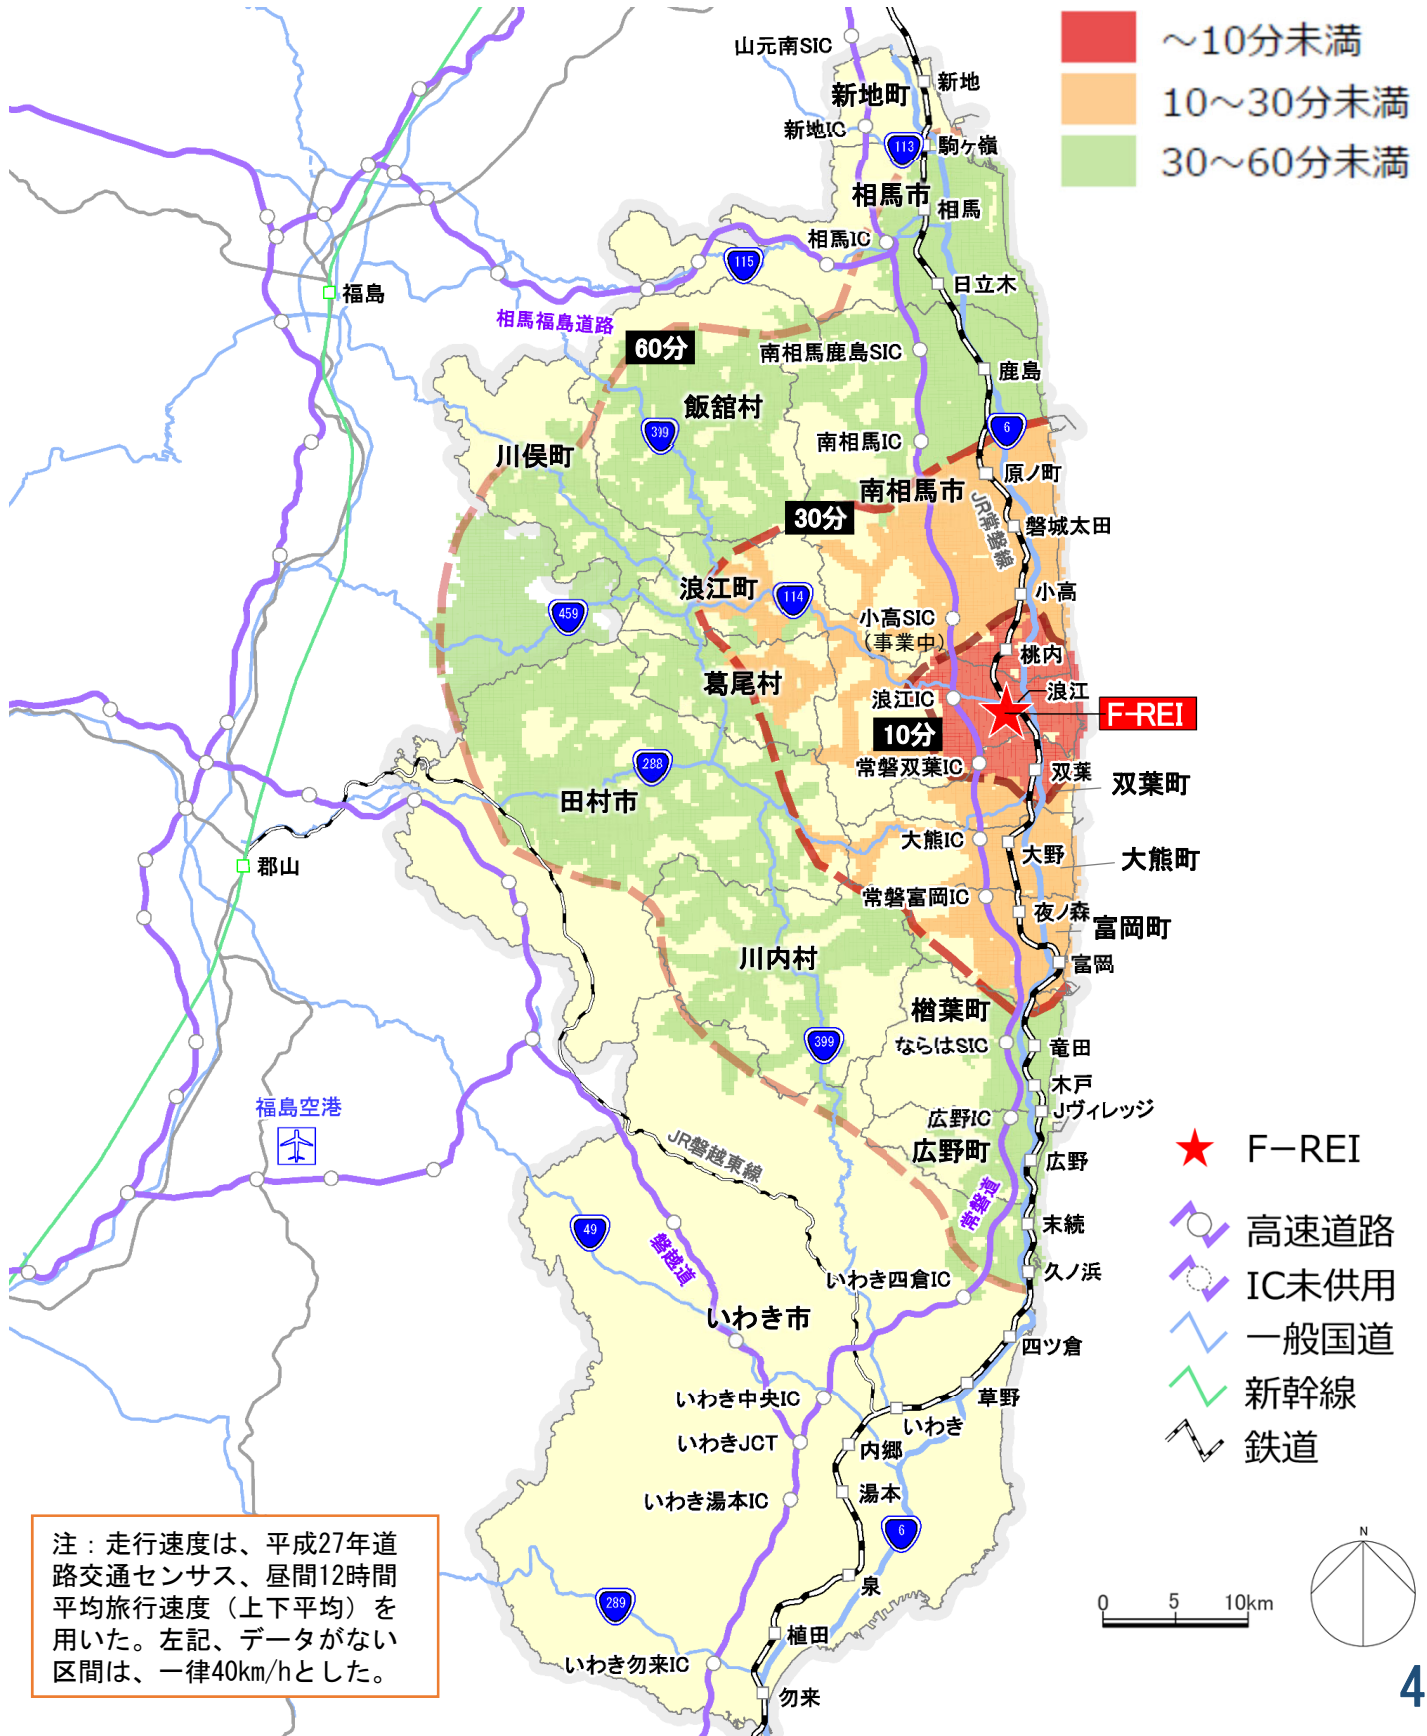 ~10分未満
10~30分未満
30~60分未満
山元南SIC
新地
新地町
新地IC
113
駒ヶ嶺
相馬市
相馬
相馬IC
115
日立木
福島
相馬福島道路
60分
南相馬鹿島SIC
鹿島
飯舘村
399
6
川俣町
南相馬IC
原ノ町
南相馬市
30分
JR常磐線
磐城太田
浪江町
114
小高
459
小高SIC
(事業中)
桃内
葛尾村
浪江IC
浪江
F-REI
10分
常磐双葉IC
双葉
288
双葉町
田村市
大熊IC
大野
大熊町
郡山
常磐富岡IC
夜ノ森
富岡町
川内村
富岡
楢葉町
399
ならはSIC
竜田
木戸
福島空港
広野IC
Jヴィレッジ
JR磐越東線
広野町
広野
F-REI
常磐道
49
末続
高速道路
磐越道
いわき四倉IC
久ノ浜
IC未供用
いわき市
四ツ倉
一般国道
いわき中央IC
草野
新幹線
いわき
いわきJCT
内郷
鉄道
いわき湯本IC
湯本
6
注：走行速度は、平成27年道
路交通センサス、昼間12時間
平均旅行速度（上下平均）を
用いた。左記、データがない
区間は、一律40km/hとした。
N
泉
289
0 5 10km
植田
いわき勿来IC
勿来
4